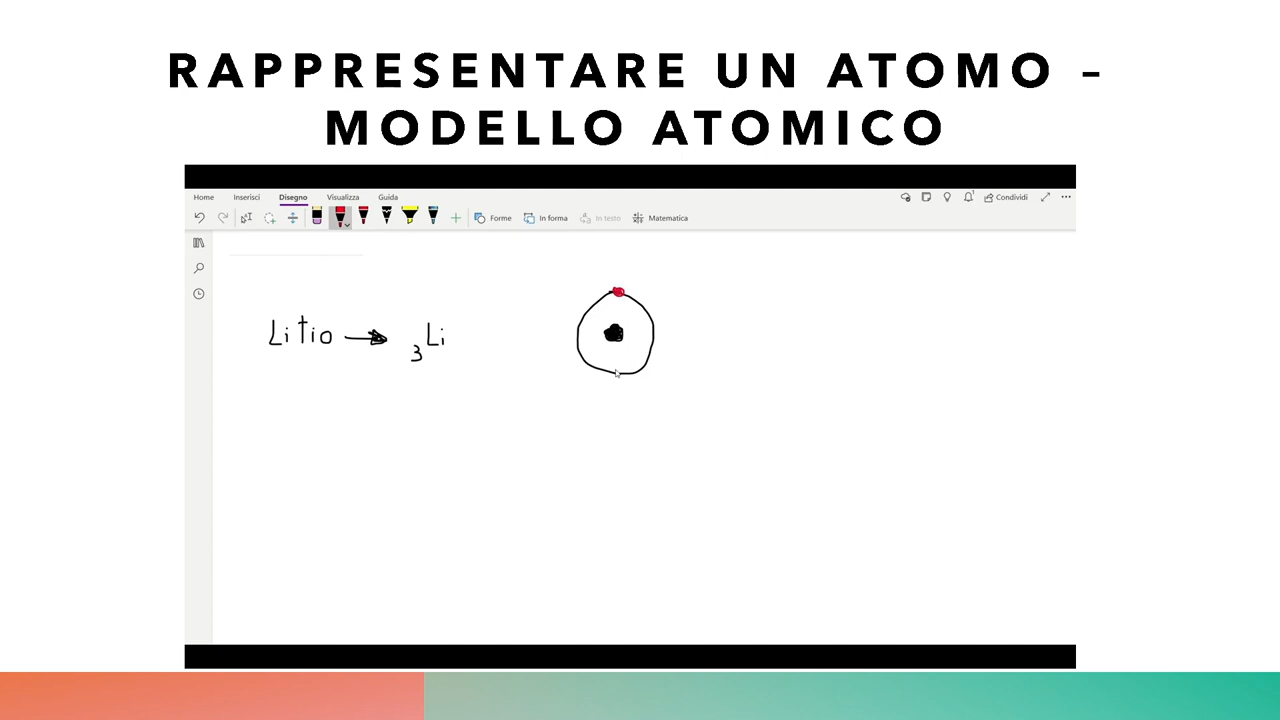 RAPPRESENTARE UN ATOMO –
MODELLO ATOMICO
Home Inserisci Disegno Visualizza Guida
Condividi
Forme In forma In testo Matematica
Litio → ₃Li